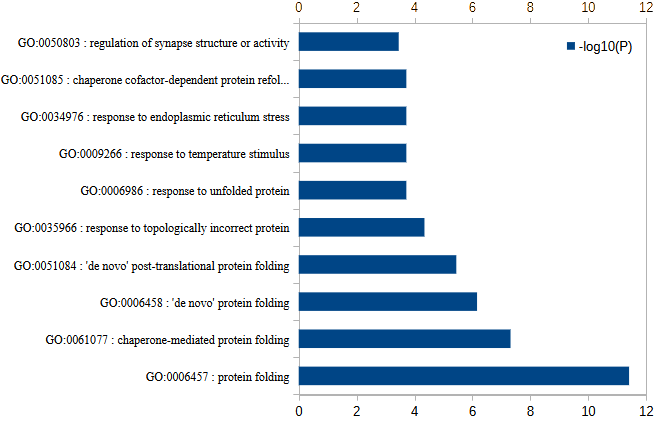 0 2 4 6 8 10 12
-log10(P)
GO:0050803 : regulation of synapse structure or activity
GO:0051085 : chaperone cofactor-dependent protein refol...
GO:0034976 : response to endoplasmic reticulum stress
GO:0009266 : response to temperature stimulus
GO:0006986 : response to unfolded protein
GO:0035966 : response to topologically incorrect protein
GO:0051084 : 'de novo' post-translational protein folding
GO:0006458 : 'de novo' protein folding
GO:0061077 : chaperone-mediated protein folding
GO:0006457 : protein folding
0 2 4 6 8 10 12